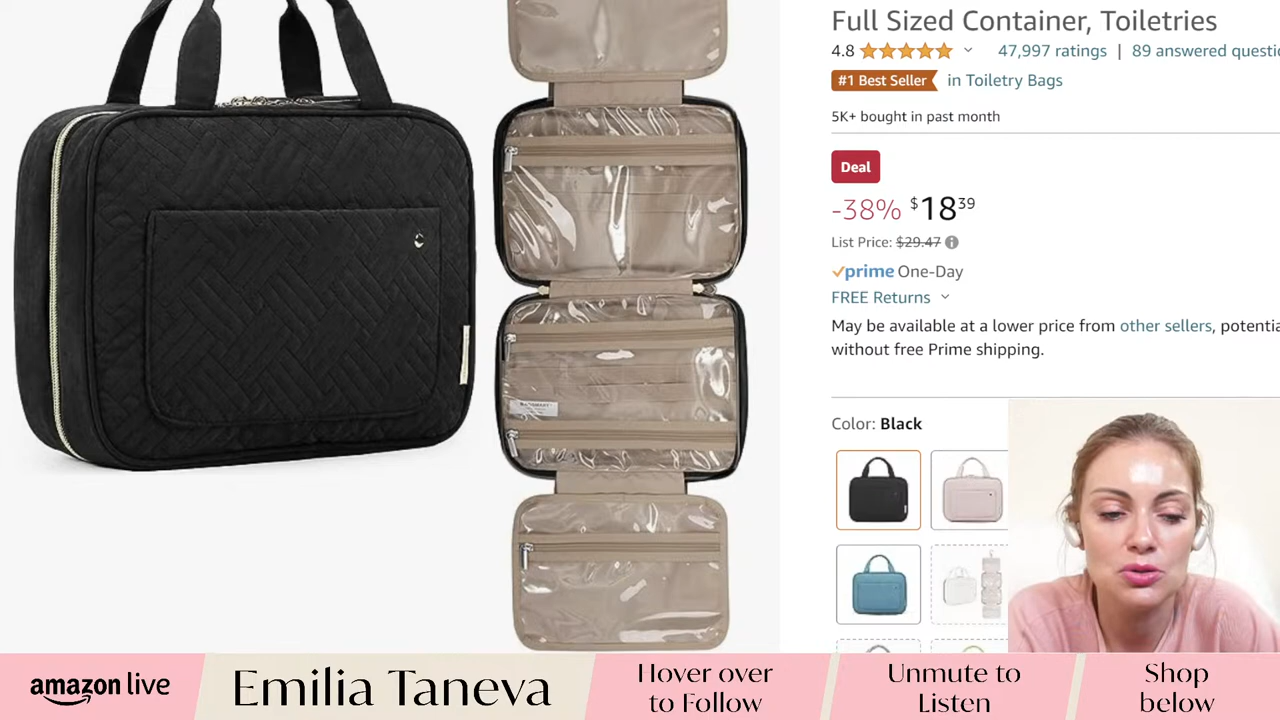 Full Sized Container, Toiletries
4.8 47,997 ratings | 89 answered questi
#1 Best Seller in Toiletry Bags
5K+ bought in past month
Deal
-38% $1839
List Price: $29.47
prime One-Day
FREE Returns
May be available at a lower price from other sellers, potentia
without free Prime shipping.
Color: Black
amazon live
Emilia Taneva
Hover over
to Follow
Unmute to
Listen
Shop
below